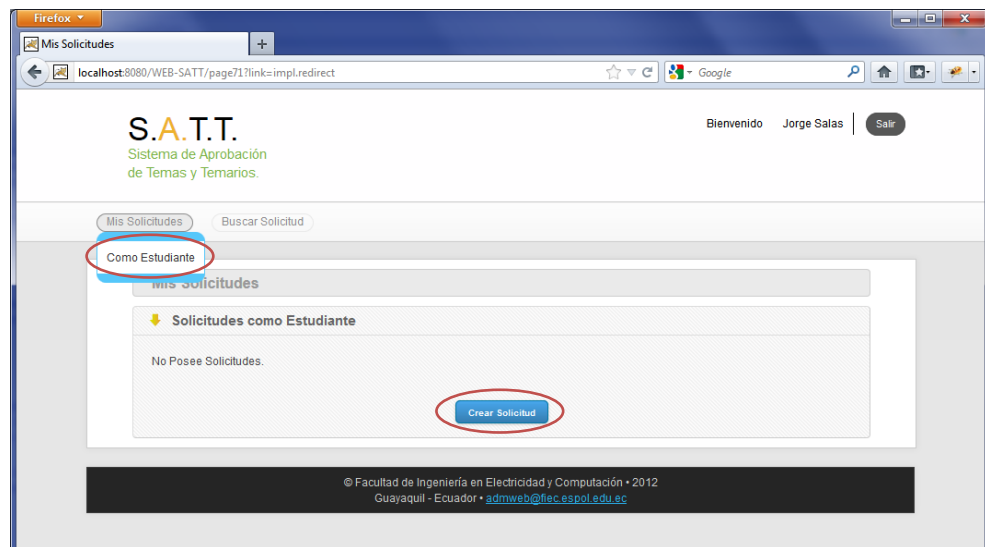 Firefox
Mis Solicitudes
localhost:8080/WEB-SATT/page71?link=impl.redirect
Google
S.A.T.T.
Sistema de Aprobación
de Temas y Temarios.
Bienvenido Jorge Salas Salir
Mis Solicitudes Buscar Solicitud
Como Estudiante
Mis Solicitudes
Solicitudes como Estudiante
No Posee Solicitudes.
Crear Solicitud
© Facultad de Ingeniería en Electricidad y Computación • 2012
Guayaquil - Ecuador • admweb@fiec.espol.edu.ec